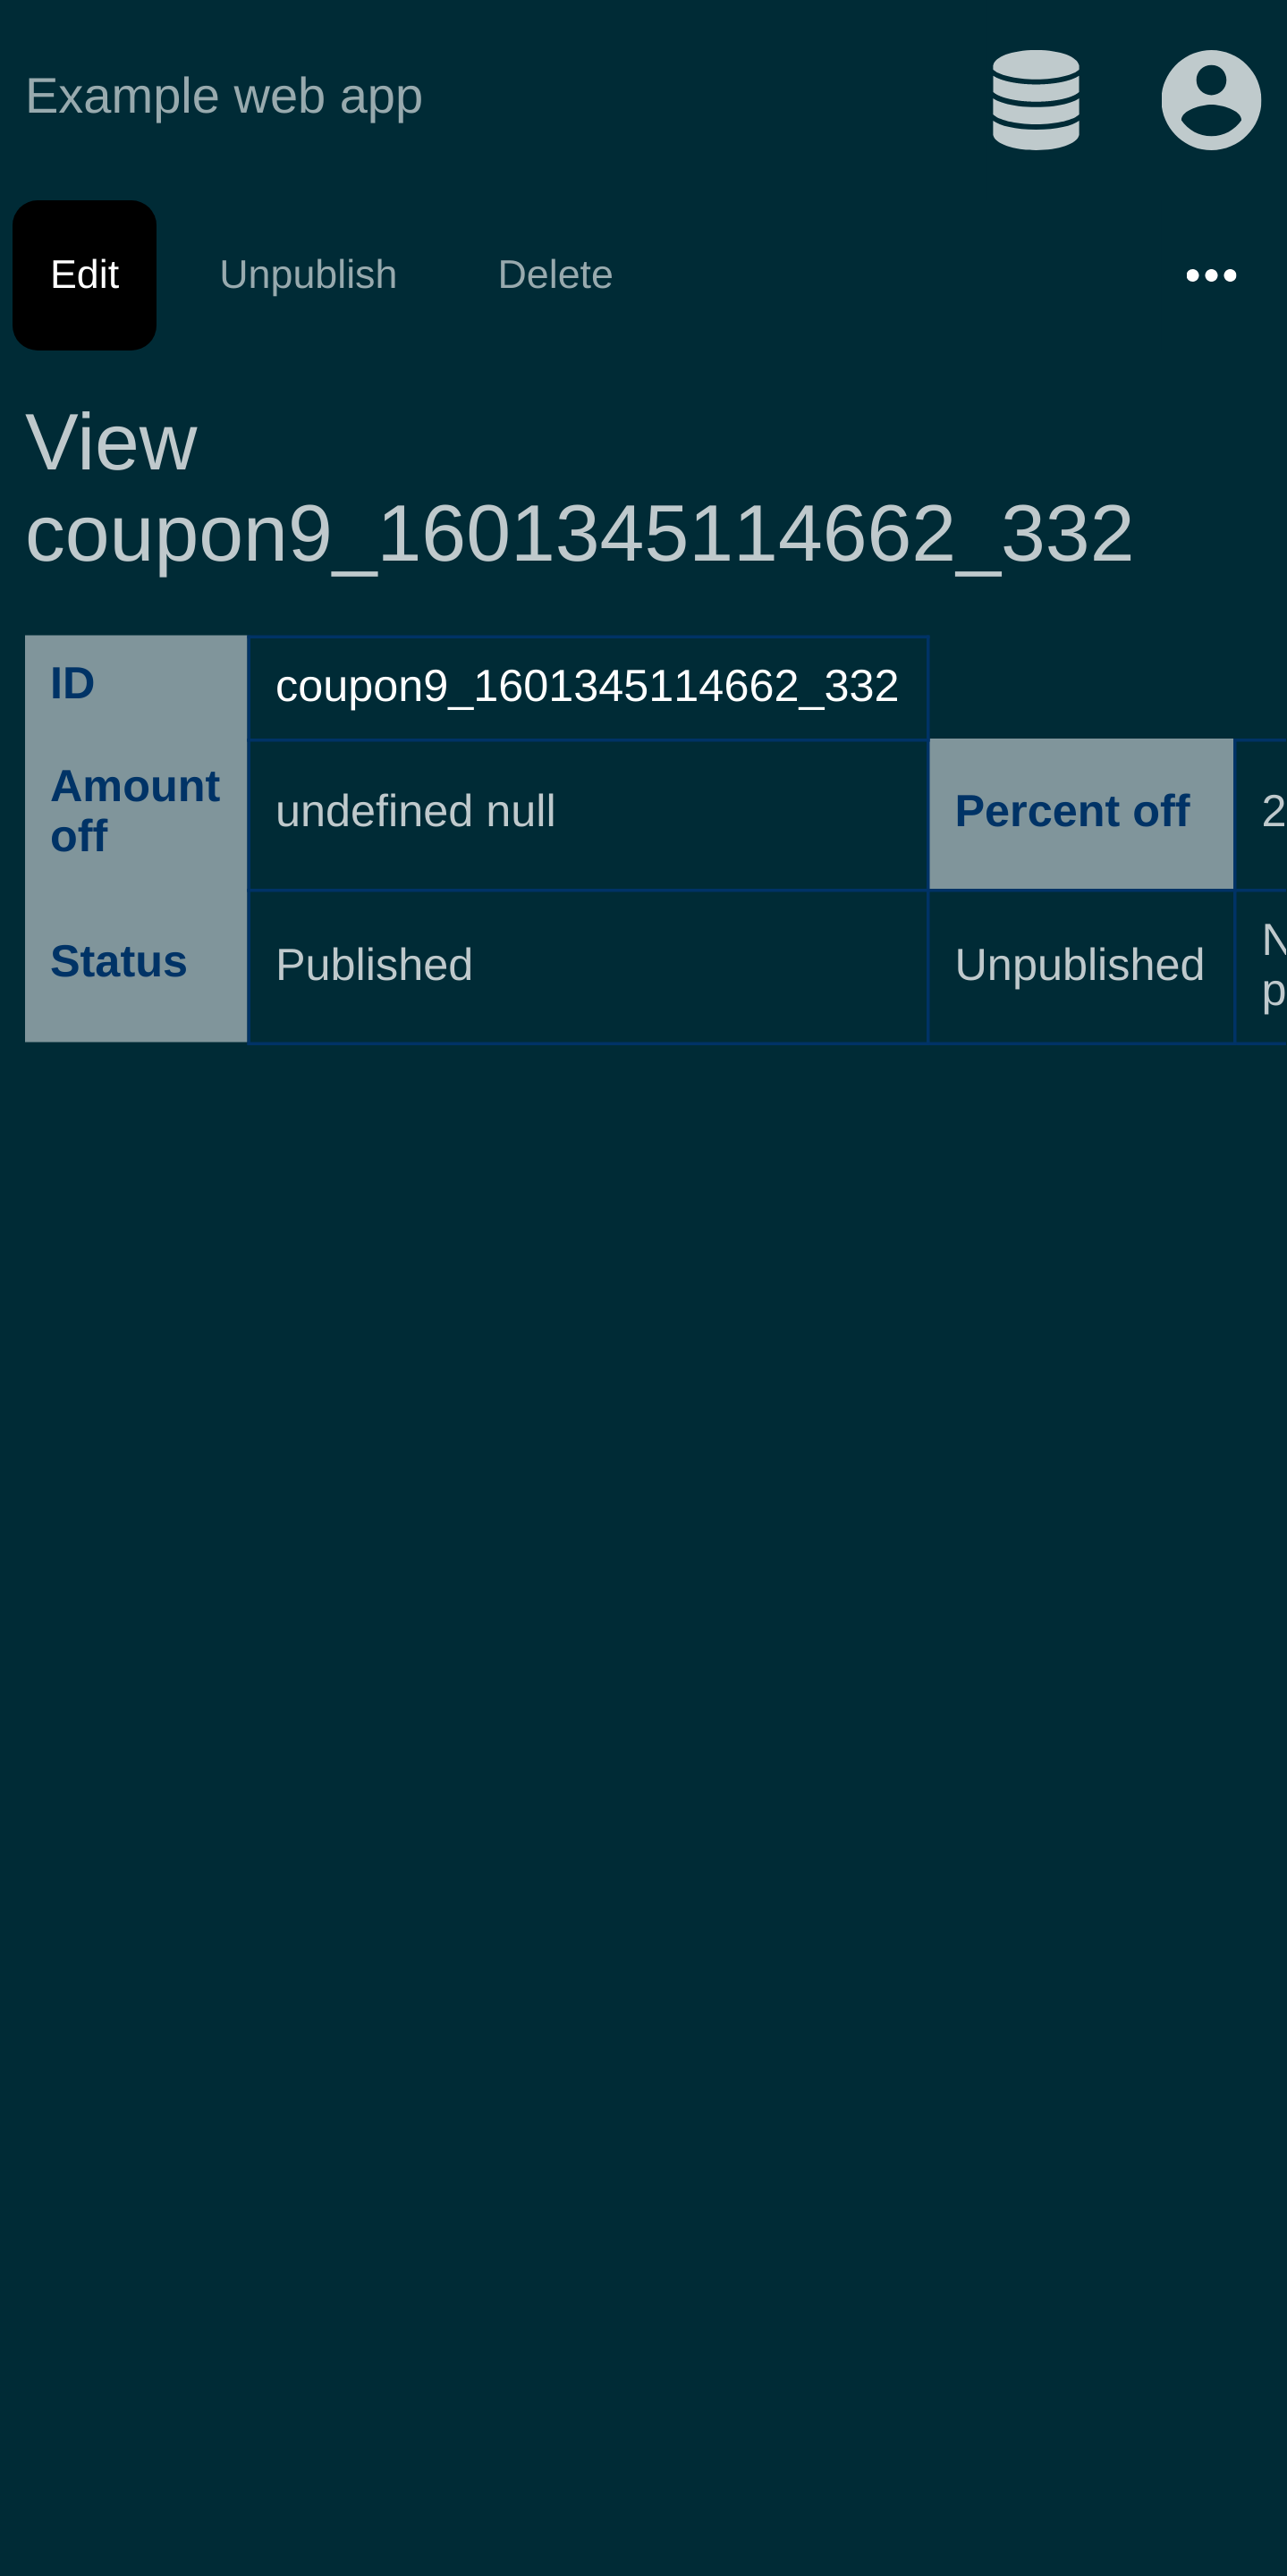 Example web app
Edit Unpublish Delete
View
coupon9_1601345114662_332
ID coupon9_1601345114662_332
Amount
off
undefined null Percent off 2
Status Published Unpublished